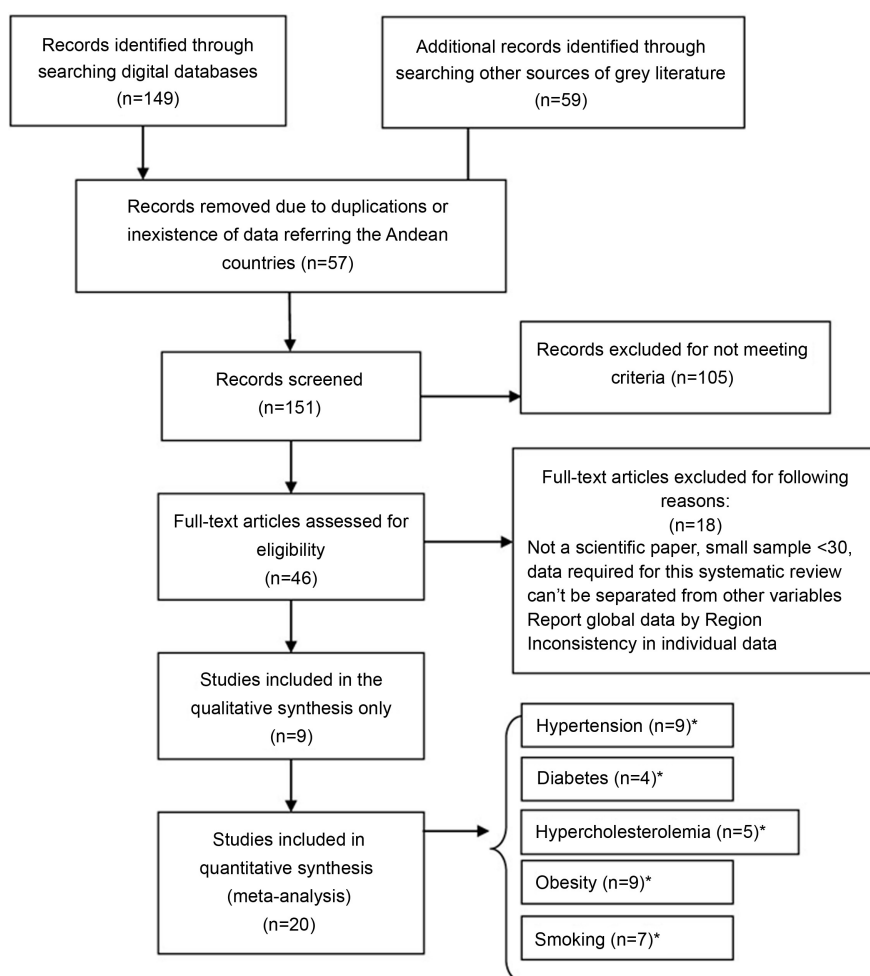 Records identified through
searching digital databases
(n=149)
Additional records identified through
searching other sources of grey literature
(n=59)
Records removed due to duplications or
inexistence of data referring the Andean
countries (n=57)
Records screened
(n=151)
Records excluded for not meeting
criteria (n=105)
Full-text articles assessed for
eligibility
(n=46)
Full-text articles excluded for following
reasons:
(n=18)
Not a scientific paper, small sample <30,
data required for this systematic review
can't be separated from other variables
Report global data by Region
Inconsistency in individual data
Studies included in the
qualitative synthesis only
(n=9)
Studies included in
quantitative synthesis
(meta-analysis)
(n=20)
Hypertension (n=9)*
Diabetes (n=4)*
Hypercholesterolemia (n=5)*
Obesity (n=9)*
Smoking (n=7)*